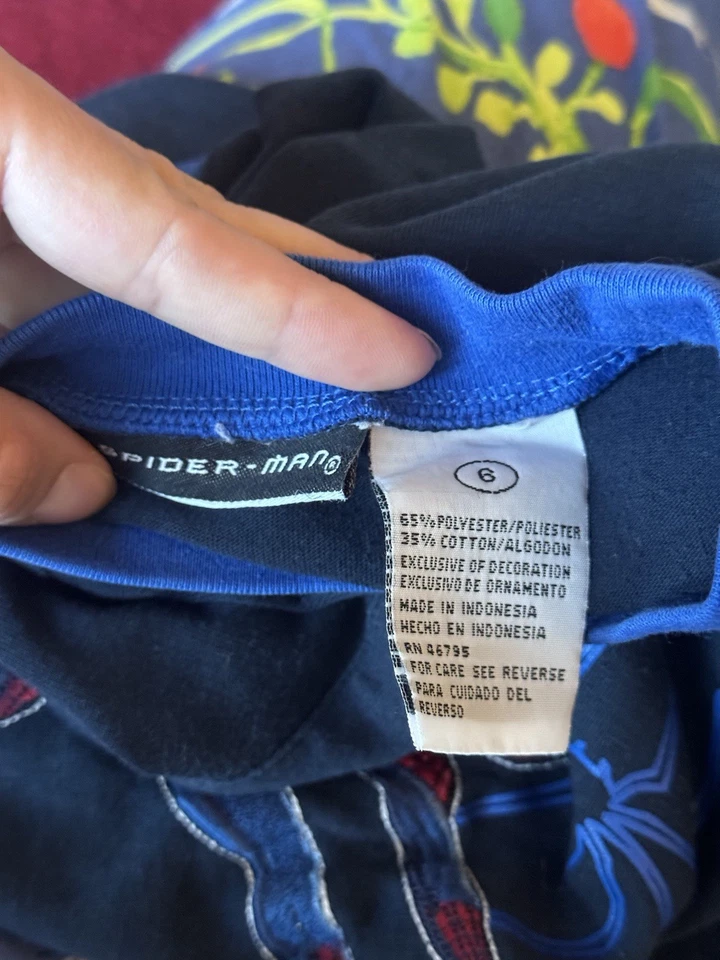 SPIDER-MAN®
6
65% POLYESTER/POLIESTER
35% COTTON/ALGODON
EXCLUSIVE OF DECORATION
EXCLUSIVO DE ORNAMENTO
MADE IN INDONESIA
HECHO EN INDONESIA
RN 46795
FOR CARE SEE REVERSE
PARA CUIDADO DEL
REVERSO